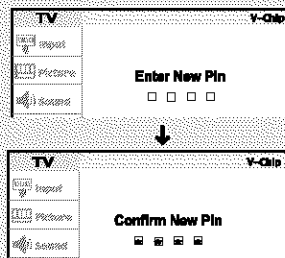 TV V-Chip
Input
Picture
Enter New Pin
Sound
TV V-Chip
Input
Picture
Confirm New Pin
Sound